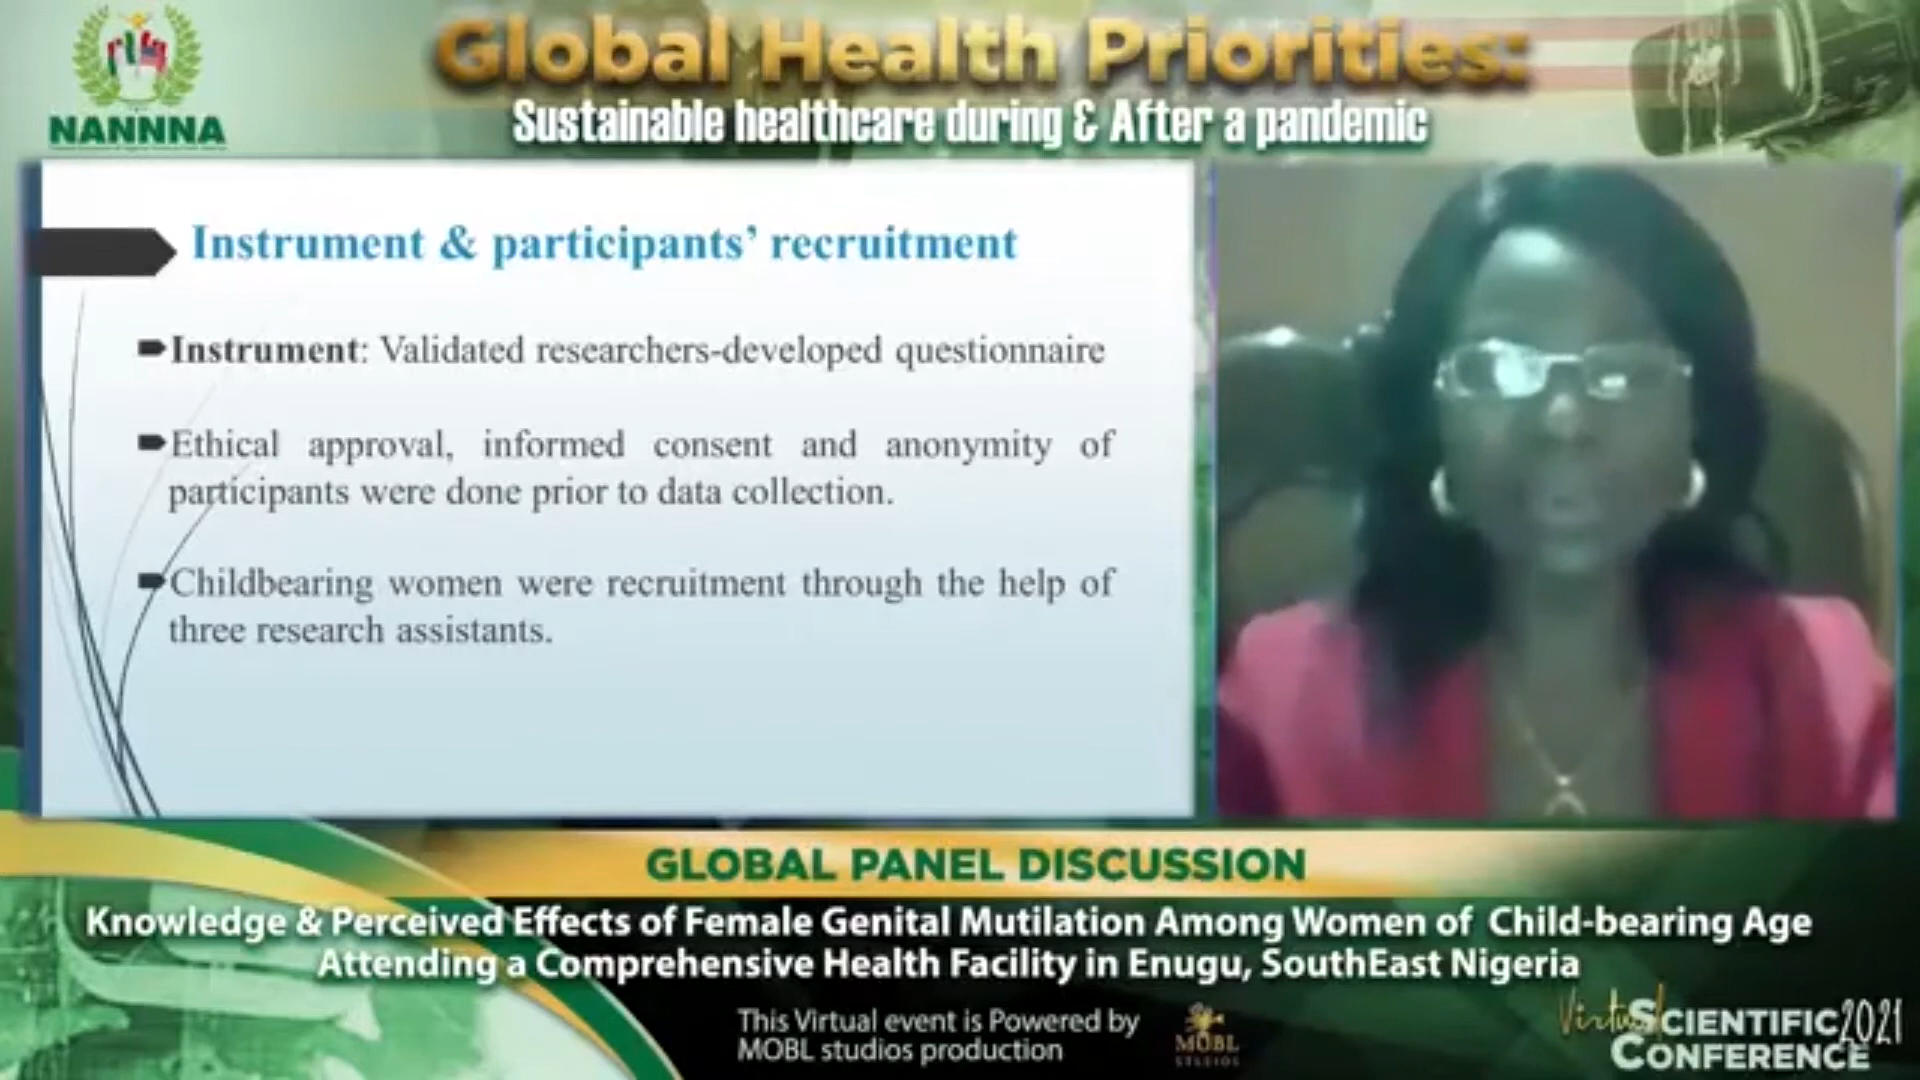 Global Health Priorities:
Sustainable healthcare during & After a pandemic
NANNNA
Instrument & participants’ recruitment
Instrument: Validated researchers-developed questionnaire
Ethical approval, informed consent and anonymity of
participants were done prior to data collection.
Childbearing women were recruitment through the help of
three research assistants.
GLOBAL PANEL DISCUSSION
Knowledge & Perceived Effects of Female Genital Mutilation Among Women of Child-bearing Age
Attending a Comprehensive Health Facility in Enugu, SouthEast Nigeria
This Virtual event is Powered by
MOBL studios production
MOBL
STUDIOS
Virtual SCIENTIFIC 2021
CONFERENCE